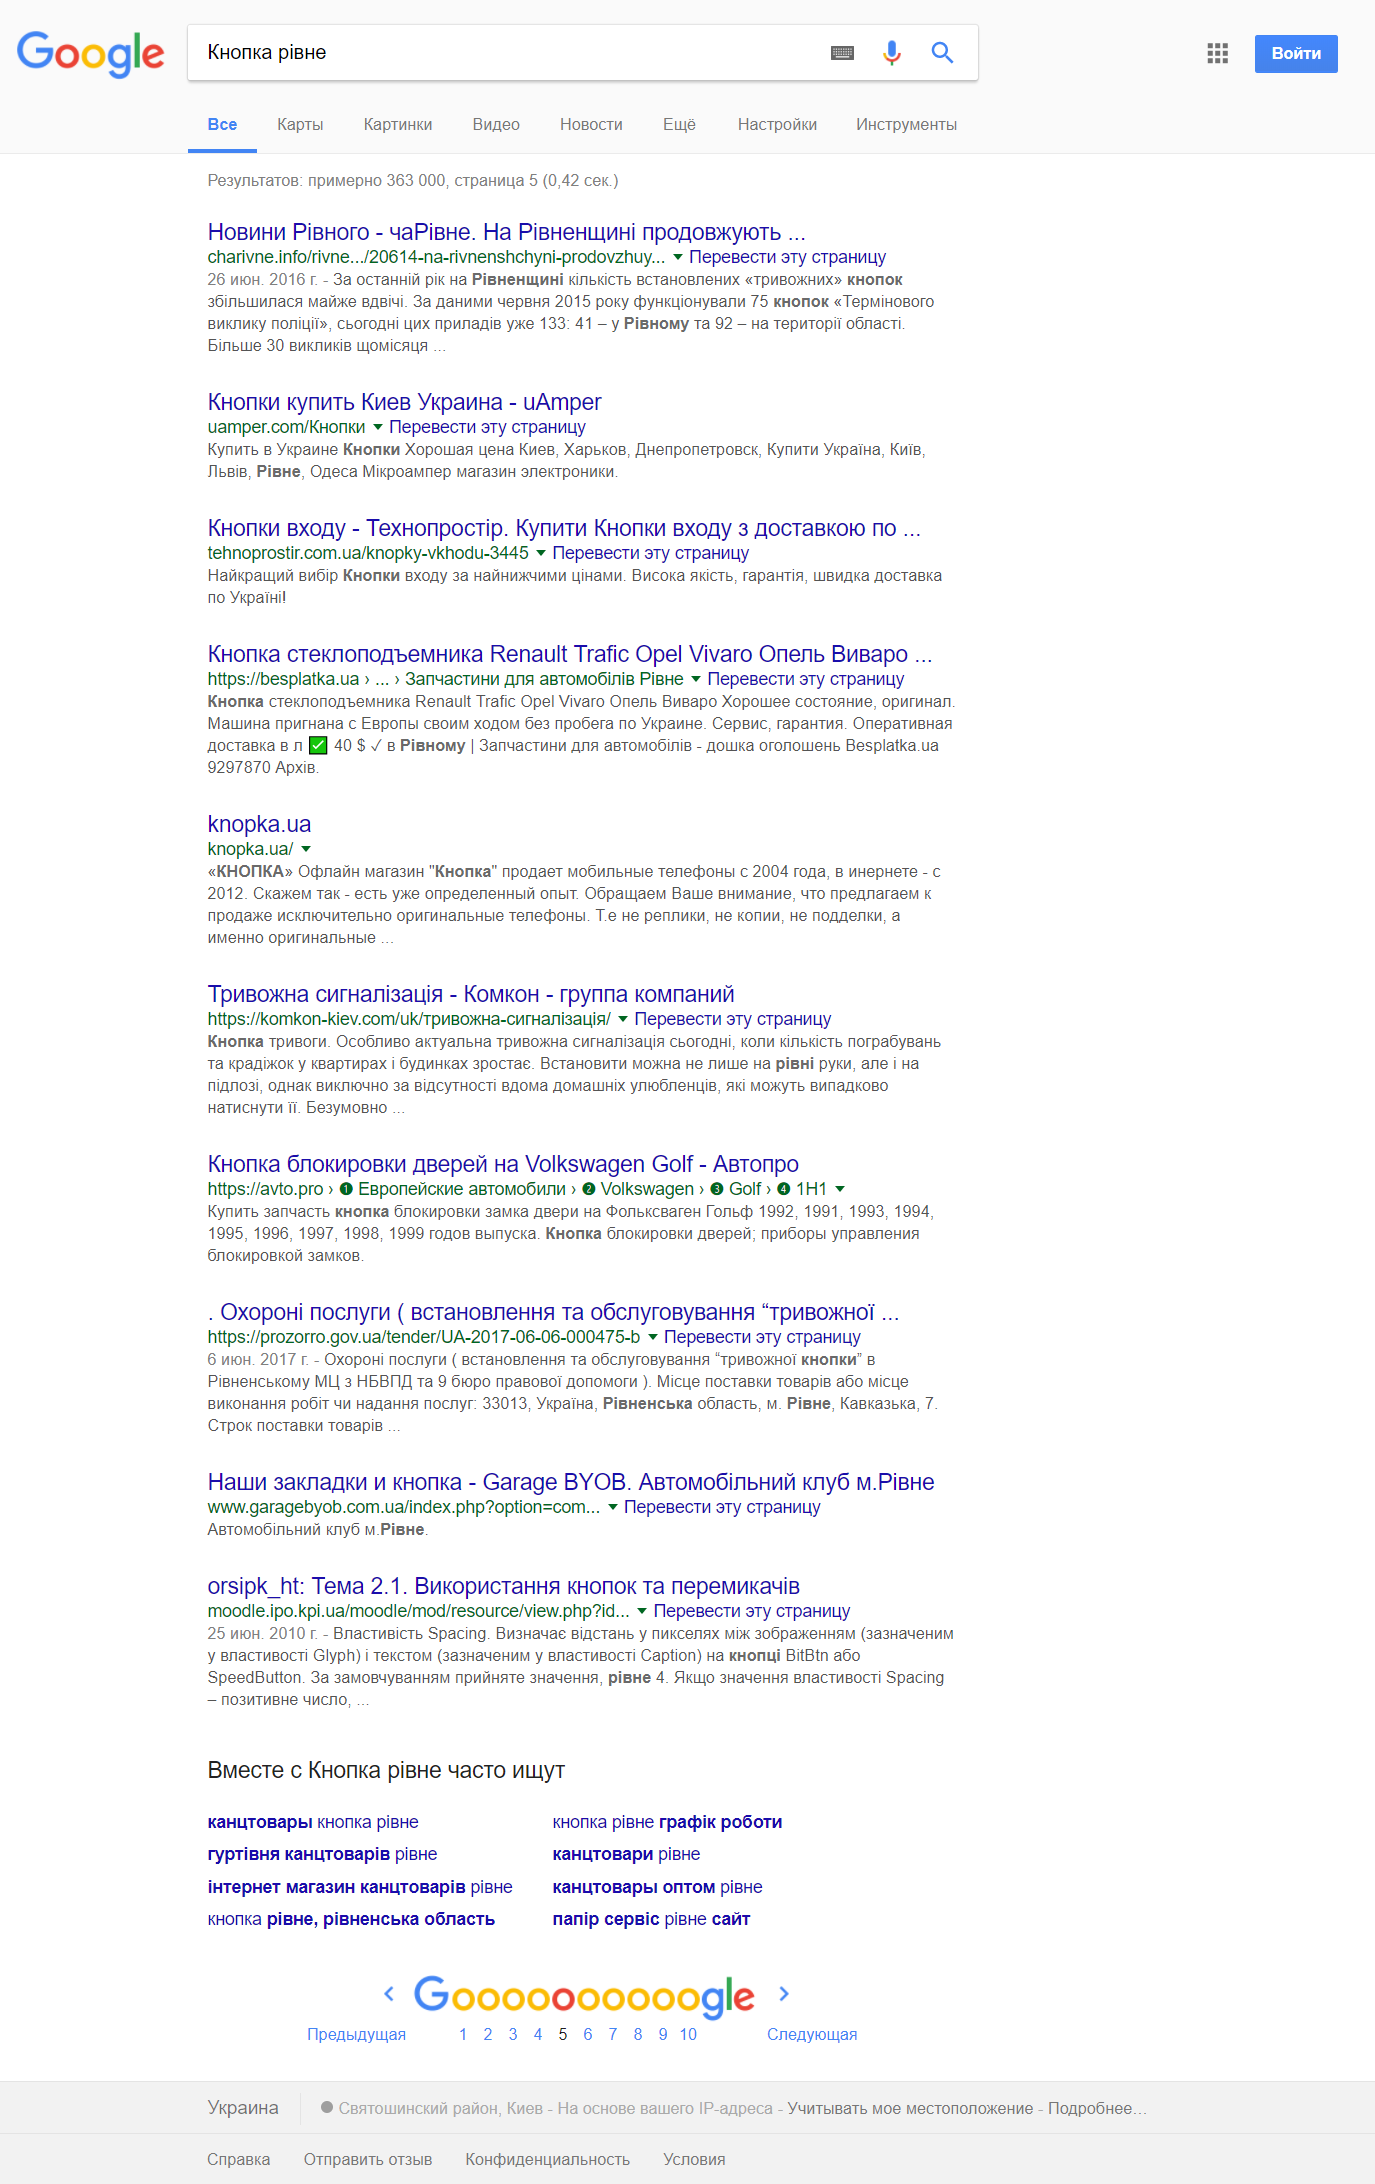 Google
Кнопка рівне
Войти
Все Карты Картинки Видео Новости Ещё Настройки Инструменты
Результатов: примерно 363 000, страница 5 (0,42 сек.)
Новини Рівного - чаРівне. На Рівненщині продовжують ...
charivne.info/rivne.../20614-na-rivnenshchyni-prodovzhuy... Перевести эту страницу
26 июн. 2016 г. - За останній рік на Рівненщині кількість встановлених «тривожних» кнопок
збільшилася майже вдвічі. За даними червня 2015 року функціонували 75 кнопок «Термінового
виклику поліції», сьогодні цих приладів уже 133: 41 – у Рівному та 92 – на території області.
Більше 30 викликів щомісяця ...
Кнопки купить Киев Украина - uAmper
uamper.com/Кнопки Перевести эту страницу
Купить в Украине Кнопки Хорошая цена Киев, Харьков, Днепропетровск, Купити Україна, Київ,
Львів, Рівне, Одеса Мікроампер магазин электроники.
Кнопки входу - Технопростір. Купити Кнопки входу з доставкою по ...
tehnoprostir.com.ua/knopky-vkhodu-3445 Перевести эту страницу
Найкращий вибір Кнопки входу за найнижчими цінами. Висока якість, гарантія, швидка доставка
по Україні!
Кнопка стеклоподъемника Renault Trafic Opel Vivaro Опель Виваро ...
https://besplatka.ua › ... › Запчастини для автомобілів Рівне Перевести эту страницу
Кнопка стеклоподъемника Renault Trafic Opel Vivaro Опель Виваро Хорошее состояние, оригинал.
Машина пригнана с Европы своим ходом без пробега по Украине. Сервис, гарантия. Оперативная
доставка в л ✅ 40 $ ✓ в Рівному | Запчастини для автомобілів - дошка оголошень Besplatka.ua
9297870 Архів.
knopka.ua
knopka.ua/
«КНОПКА» Офлайн магазин "Кнопка" продает мобильные телефоны с 2004 года, в инернете - с
2012. Скажем так - есть уже определенный опыт. Обращаем Ваше внимание, что предлагаем к
продаже исключительно оригинальные телефоны. Т.е не реплики, не копии, не подделки, а
именно оригинальные ...
Тривожна сигналізація - Комкон - группа компаний
https://komkon-kiev.com/uk/тривожна-сигналізація/ Перевести эту страницу
Кнопка тривоги. Особливо актуальна тривожна сигналізація сьогодні, коли кількість пограбувань
та крадіжок у квартирах і будинках зростає. Встановити можна не лише на рівні руки, але і на
підлозі, однак виключно за відсутності вдома домашніх улюбленців, які можуть випадково
натиснути її. Безумовно ...
Кнопка блокировки дверей на Volkswagen Golf - Автопро
https://avto.pro › ❶ Европейские автомобили › ❷ Volkswagen › ❸ Golf › ❹ 1H1
Купить запчасть кнопка блокировки замка двери на Фольксваген Гольф 1992, 1991, 1993, 1994,
1995, 1996, 1997, 1998, 1999 годов выпуска. Кнопка блокировки дверей; приборы управления
блокировкой замков.
. Охороні послуги ( встановлення та обслуговування “тривожної ...
https://prozorro.gov.ua/tender/UA-2017-06-06-000475-b Перевести эту страницу
6 июн. 2017 г. - Охороні послуги ( встановлення та обслуговування “тривожної кнопки” в
Рівненському МЦ з НБВПД та 9 бюро правової допомоги ). Місце поставки товарів або місце
виконання робіт чи надання послуг: 33013, Україна, Рівненська область, м. Рівне, Кавказька, 7.
Строк поставки товарів ...
Наши закладки и кнопка - Garage BYOB. Автомобільний клуб м.Рівне
www.garagebyob.com.ua/index.php?option=com... Перевести эту страницу
Автомобільний клуб м.Рівне.
orsipk_ht: Тема 2.1. Використання кнопок та перемикачів
moodle.ipo.kpi.ua/moodle/mod/resource/view.php?id... Перевести эту страницу
25 июн. 2010 г. - Властивість Spacing. Визначає відстань у пикселях між зображенням (зазначеним
у властивості Glyph) і текстом (зазначеним у властивості Caption) на кнопці BitBtn або
SpeedButton. За замовчуванням прийняте значення, рівне 4. Якщо значення властивості Spacing
– позитивне число, ...
Вместе с Кнопка рівне часто ищут
канцтовары кнопка рівне кнопка рівне графік роботи
гуртівня канцтоварів рівне канцтовари рівне
інтернет магазин канцтоварів рівне канцтовары оптом рівне
кнопка рівне, рівненська область папір сервіс рівне сайт
‹ Goooooooooogle ›
Предыдущая 1 2 3 4 5 6 7 8 9 10 Следующая
Украина Святошинский район, Киев - На основе вашего IP-адреса - Учитывать мое местоположение - Подробнее…
Справка Отправить отзыв Конфиденциальность Условия